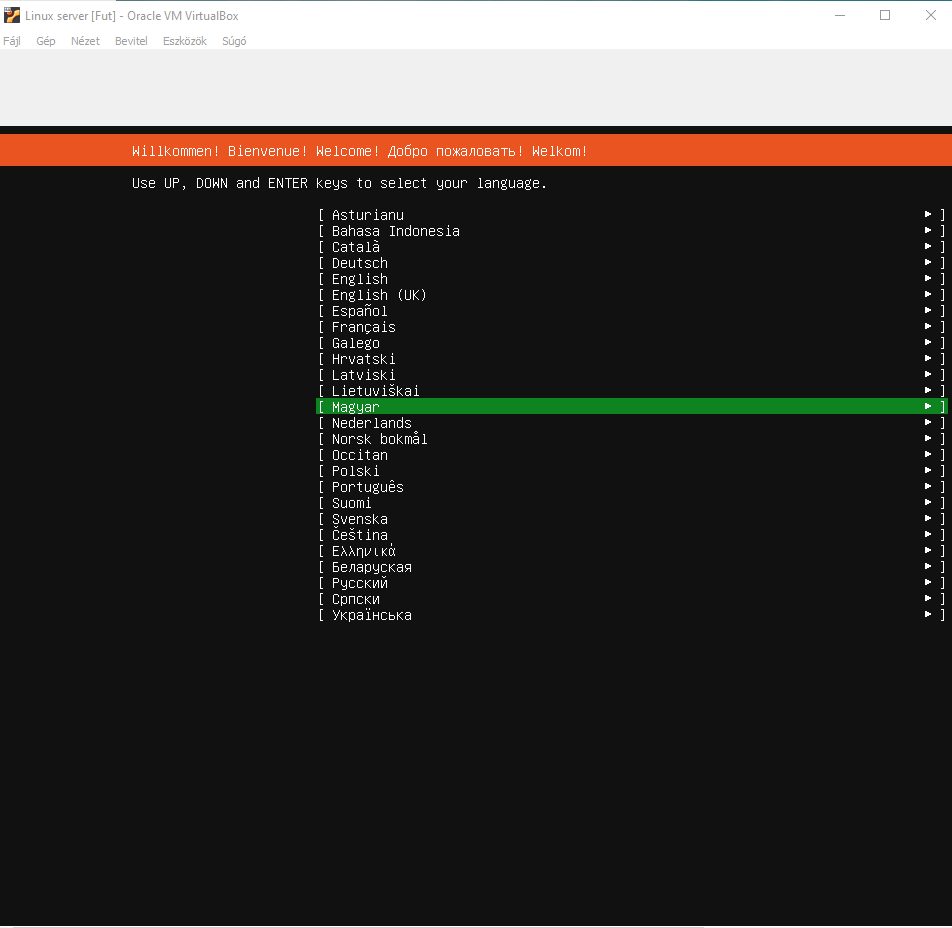 Linux server [Fut] - Oracle VM VirtualBox
Fájl Gép Nézet Bevitel Eszközök Súgó
Willkommen! Bienvenue! Welcome! Добро пожаловать! Welkom!
Use UP, DOWN and ENTER keys to select your language.
[ Asturianu ► ]
[ Bahasa Indonesia ► ]
[ Català ► ]
[ Deutsch ► ]
[ English ► ]
[ English (UK) ► ]
[ Español ► ]
[ Français ► ]
[ Galego ► ]
[ Hrvatski ► ]
[ Latviski ► ]
[ Lietuviškai ► ]
[ Magyar ► ]
[ Nederlands ► ]
[ Norsk bokmål ► ]
[ Occitan ► ]
[ Polski ► ]
[ Português ► ]
[ Suomi ► ]
[ Svenska ► ]
[ Čeština ► ]
[ Ελληνικά ► ]
[ Беларуская ► ]
[ Русский ► ]
[ Српски ► ]
[ Українська ► ]